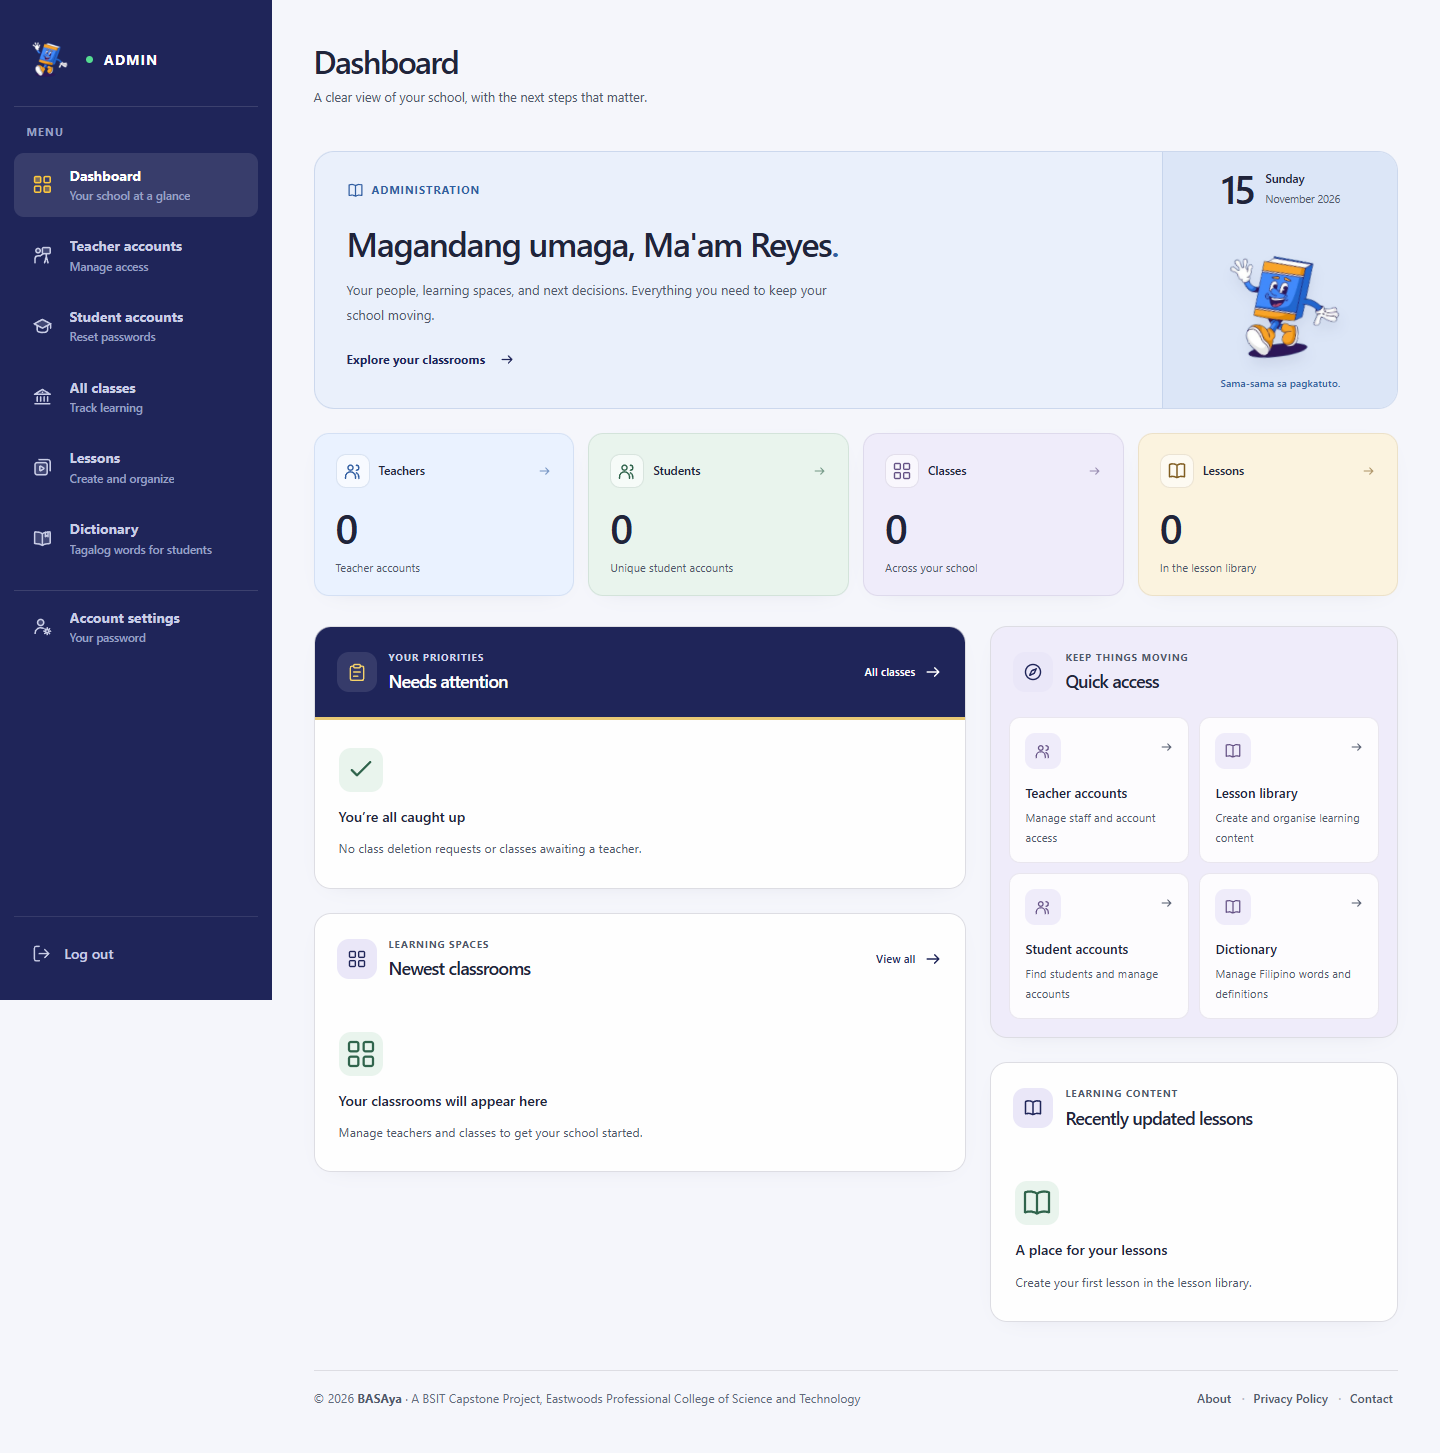 ADMIN
MENU
Dashboard
Your school at a glance
Teacher accounts
Manage access
Student accounts
Reset passwords
All classes
Track learning
Lessons
Create and organize
Dictionary
Tagalog words for students
Account settings
Your password
Log out
Dashboard
A clear view of your school, with the next steps that matter.
ADMINISTRATION
Magandang umaga, Ma'am Reyes.
Your people, learning spaces, and next decisions. Everything you need to keep your
school moving.
Explore your classrooms →
15 Sunday
November 2026
Sama-sama sa pagkatuto.
Teachers →
0
Teacher accounts
Students →
0
Unique student accounts
Classes →
0
Across your school
Lessons →
0
In the lesson library
YOUR PRIORITIES
Needs attention
All classes →
You’re all caught up
No class deletion requests or classes awaiting a teacher.
LEARNING SPACES
Newest classrooms
View all →
Your classrooms will appear here
Manage teachers and classes to get your school started.
KEEP THINGS MOVING
Quick access
Teacher accounts
Manage staff and account
access
Lesson library
Create and organise learning
content
Student accounts
Find students and manage
accounts
Dictionary
Manage Filipino words and
definitions
LEARNING CONTENT
Recently updated lessons
A place for your lessons
Create your first lesson in the lesson library.
© 2026 BASAya · A BSIT Capstone Project, Eastwoods Professional College of Science and Technology
About · Privacy Policy · Contact